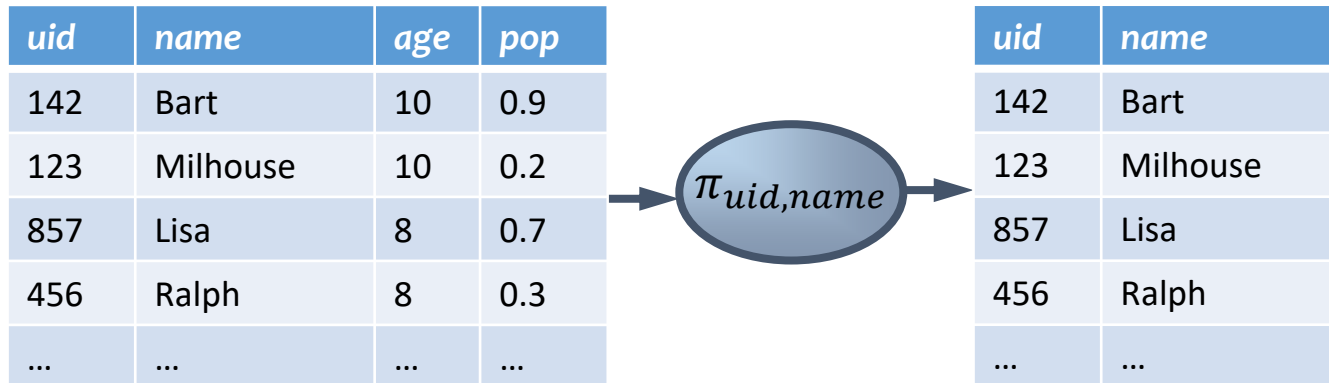 uid name age pop
142 Bart 10 0.9
123 Milhouse 10 0.2
857 Lisa 8 0.7
456 Ralph 8 0.3
... ... ... ...
π_{uid,name}
uid name
142 Bart
123 Milhouse
857 Lisa
456 Ralph
... ...